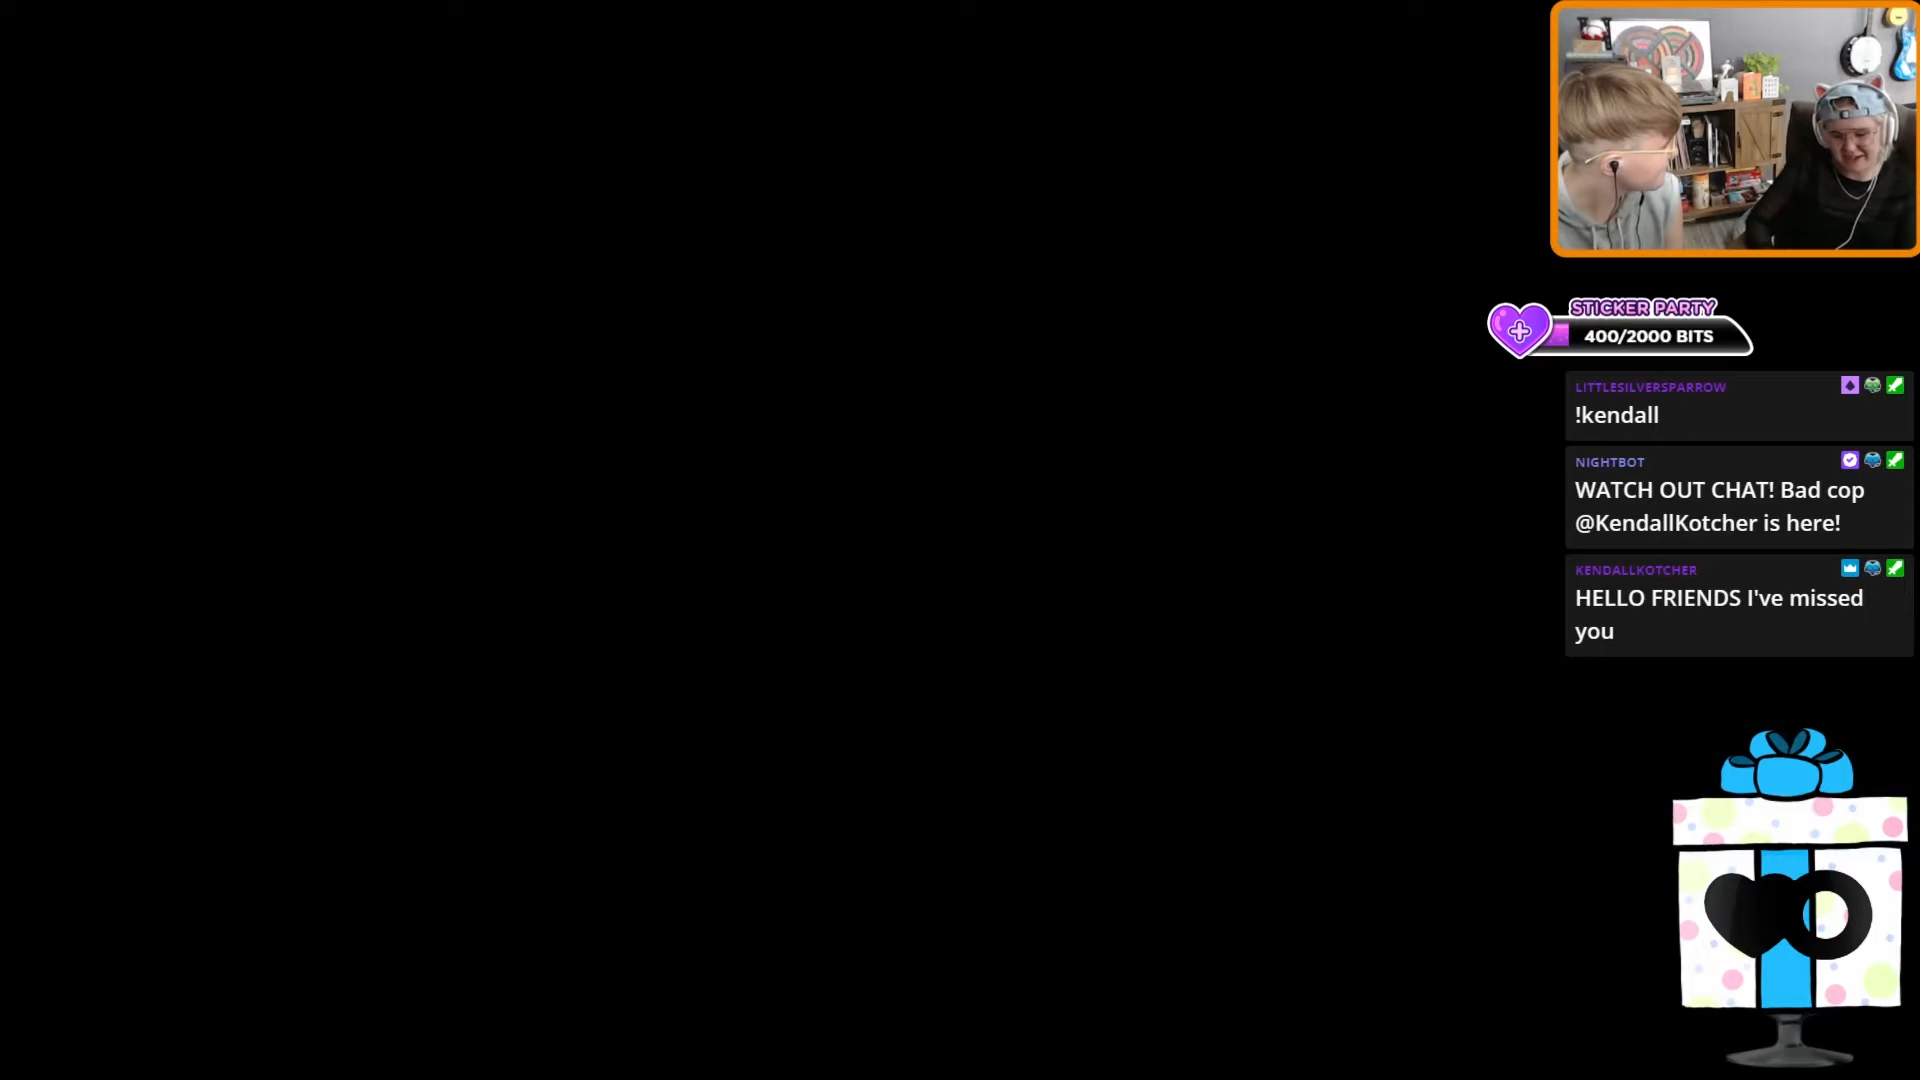 STICKER PARTY
400/2000 BITS
LITTLESILVERSPARROW
!kendall
NIGHTBOT
WATCH OUT CHAT! Bad cop
@KendallKotcher is here!
KENDALLKOTCHER
HELLO FRIENDS I've missed
you